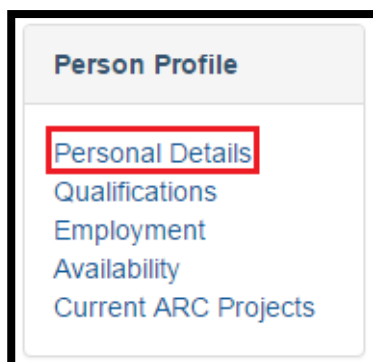 Person Profile
Personal Details
Qualifications
Employment
Availability
Current ARC Projects